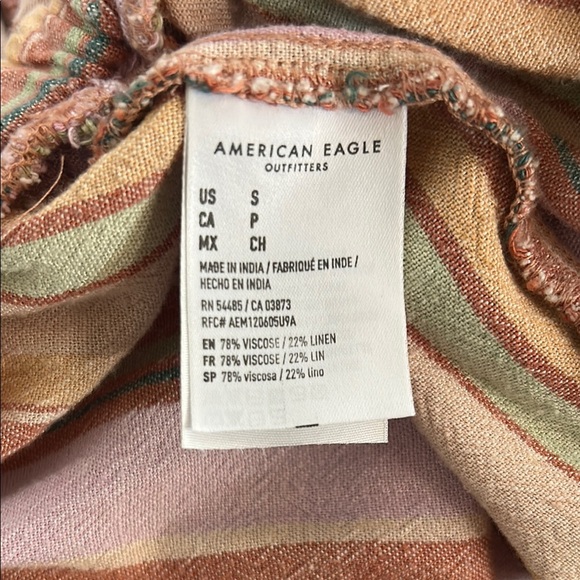 AMERICAN EAGLE
OUTFITTERS
US S
CA P
MX CH
MADE IN INDIA / FABRIQUÉ EN INDE /
HECHO EN INDIA
RN 54485 / CA 03873
RFC# AEM120605U9A
EN 78% VISCOSE / 22% LINEN
FR 78% VISCOSE / 22% LIN
SP 78% viscosa / 22% lino